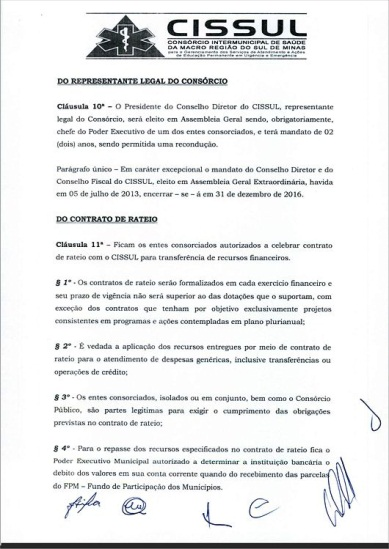 CISSUL
CONSÓRCIO INTERMUNICIPAL DE SAÚDE
DA MACRO REGIÃO DO SUL DE MINAS
para o Gerenciamento dos Serviços de Atendimento e Ações
de Educação Permanente em Urgência e Emergência
DO REPRESENTANTE LEGAL DO CONSÓRCIO
Cláusula 10ª – O Presidente do Conselho Diretor do CISSUL, representante
legal do Consórcio, será eleito em Assembleia Geral sendo, obrigatoriamente,
chefe do Poder Executivo de um dos entes consorciados, e terá mandato de 02
(dois) anos, sendo permitida uma recondução.
Parágrafo único – Em caráter excepcional o mandato do Conselho Diretor e do
Conselho Fiscal do CISSUL, eleito em Assembleia Geral Extraordinária, havida
em 05 de julho de 2013, encerrar – se – á em 31 de dezembro de 2016.
DO CONTRATO DE RATEIO
Cláusula 11ª – Ficam os entes consorciados autorizados a celebrar contrato
de rateio com o CISSUL para transferência de recursos financeiros.
§ 1º - Os contratos de rateio serão formalizados em cada exercício financeiro e
seu prazo de vigência não será superior ao das dotações que o suportam, com
exceção dos contratos que tenham por objetivo exclusivamente projetos
consistentes em programas e ações contempladas em plano plurianual;
§ 2º - É vedada a aplicação dos recursos entregues por meio de contrato de
rateio para o atendimento de despesas genéricas, inclusive transferências ou
operações de crédito;
§ 3º - Os entes consorciados, isolados ou em conjunto, bem como o Consórcio
Público, são partes legítimas para exigir o cumprimento das obrigações
previstas no contrato de rateio;
§ 4º - Para o repasse dos recursos especificados no contrato de rateio fica o
Poder Executivo Municipal autorizado a determinar a instituição bancária o
debito dos valores em sua conta corrente quando do recebimento das parcelas
do FPM – Fundo de Participação dos Municípios.